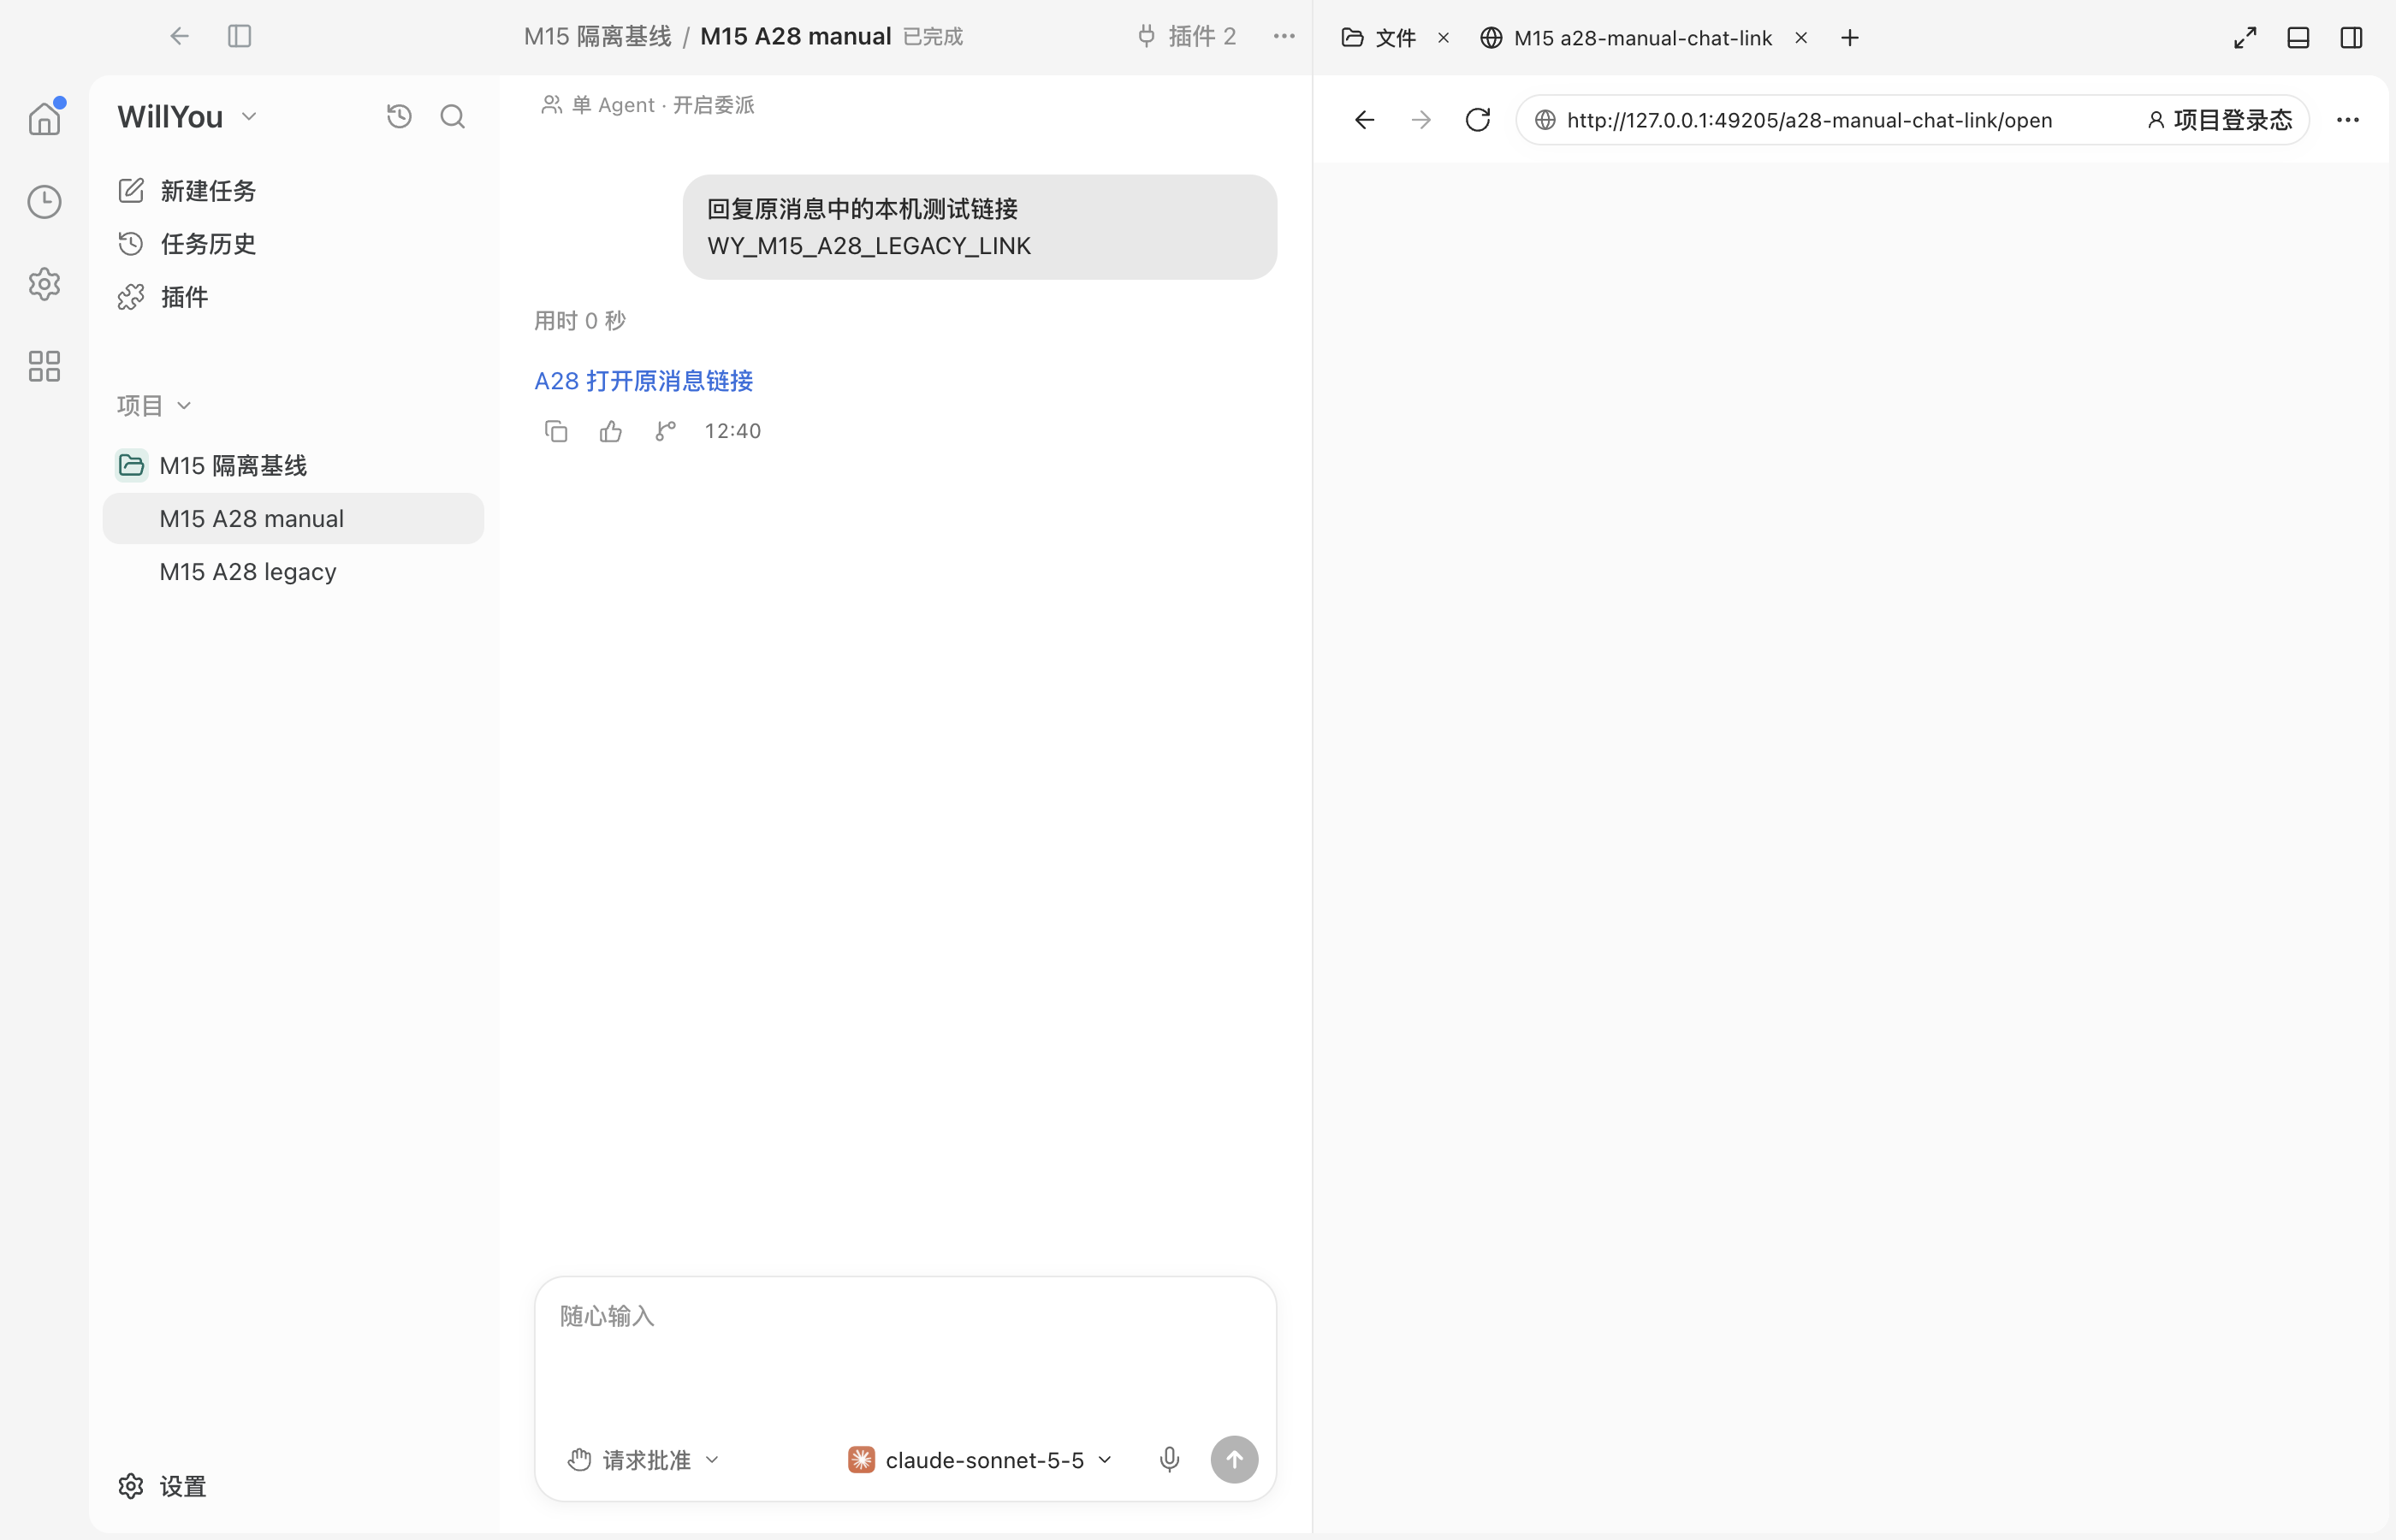 M15 隔离基线 / M15 A28 manual 已完成
插件 2
文件
M15 a28-manual-chat-link
WillYou
单 Agent · 开启委派
http://127.0.0.1:49205/a28-manual-chat-link/open
项目登录态
新建任务
任务历史
插件
项目
M15 隔离基线
M15 A28 manual
M15 A28 legacy
回复原消息中的本机测试链接
WY_M15_A28_LEGACY_LINK
用时 0 秒
A28 打开原消息链接
12:40
随心输入
请求批准
claude-sonnet-5-5
设置